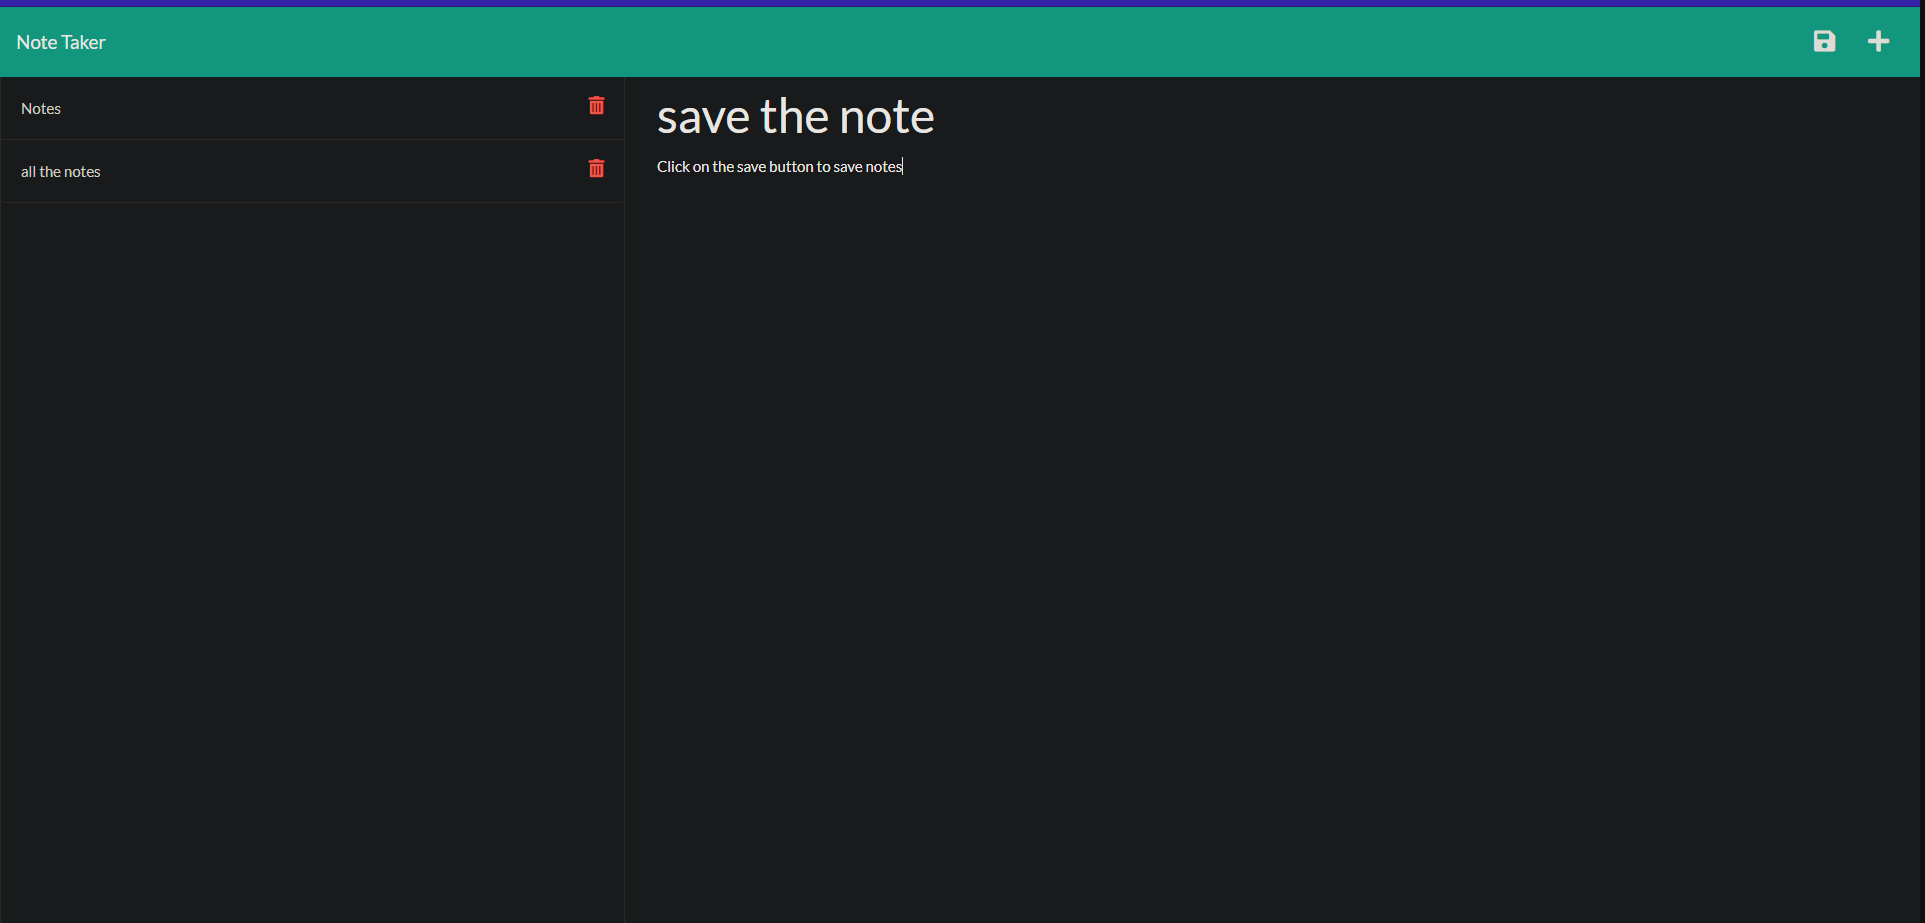 Note Taker
Notes
all the notes
save the note
Click on the save button to save notes